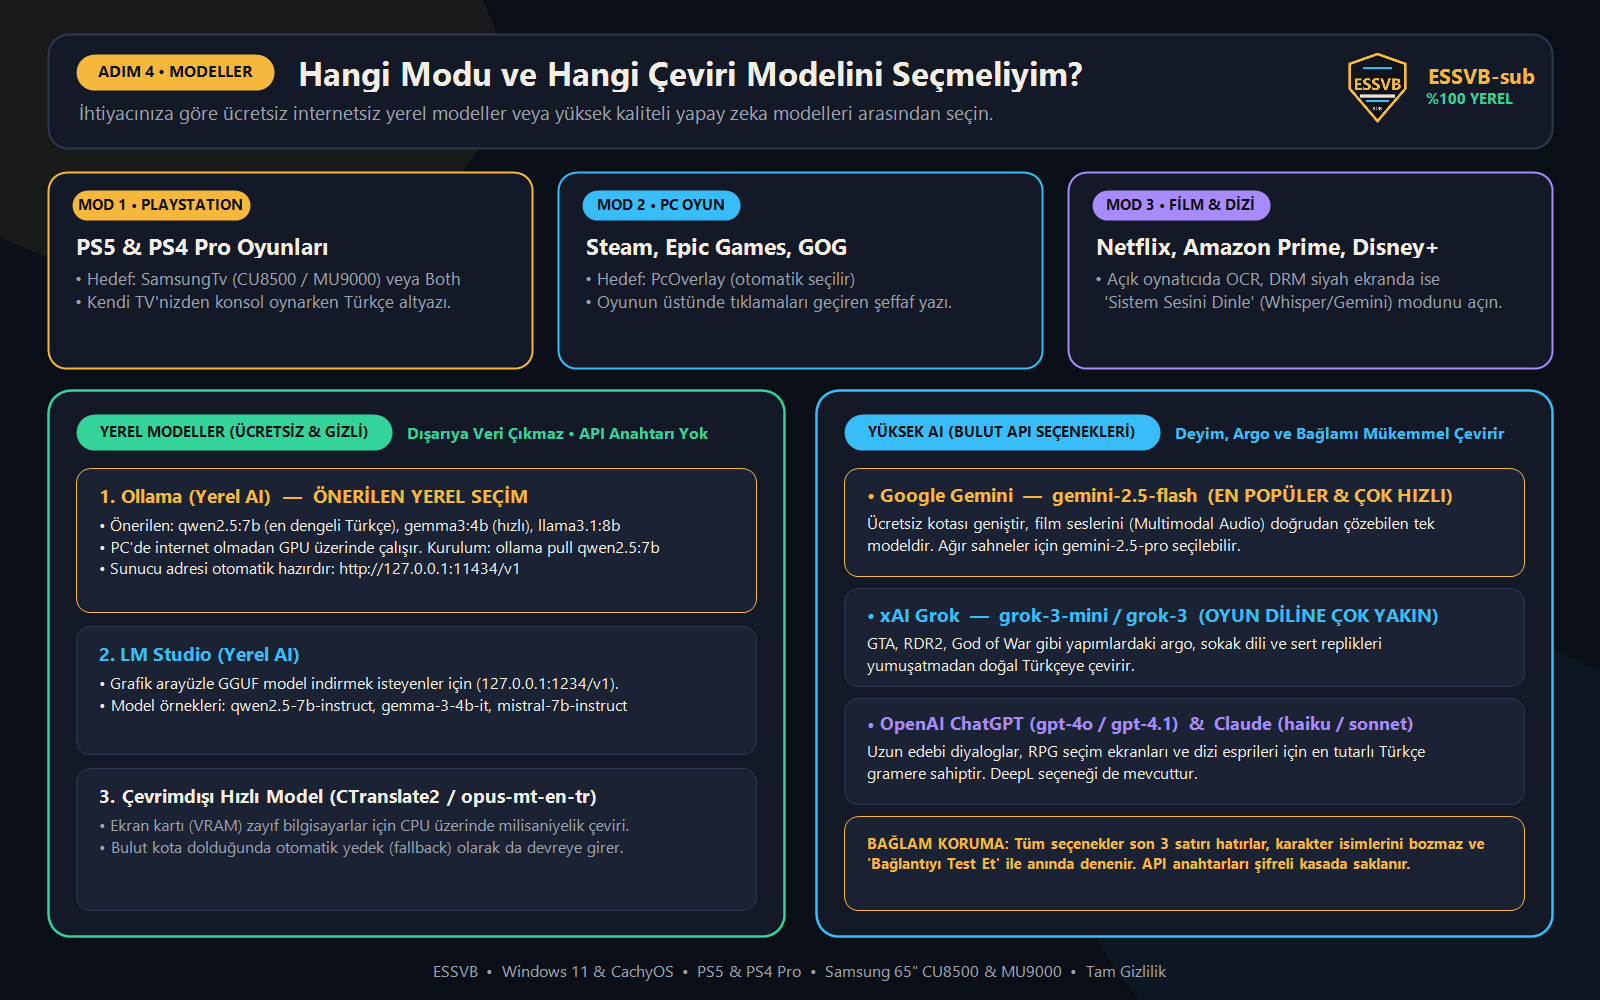 ADIM 4 • MODELLER
Hangi Modu ve Hangi Çeviri Modelini Seçmeliyim?
İhtiyacınıza göre ücretsiz internetsiz yerel modeller veya yüksek kaliteli yapay zeka modelleri arasından seçin.
ESSVB
SUB
ESSVB-sub
%100 YEREL
MOD 1 • PLAYSTATION
PS5 & PS4 Pro Oyunları
• Hedef: SamsungTv (CU8500 / MU9000) veya Both
• Kendi TV'nizden konsol oynarken Türkçe altyazı.
MOD 2 • PC OYUN
Steam, Epic Games, GOG
• Hedef: PcOverlay (otomatik seçilir)
• Oyunun üstünde tıklamaları geçiren şeffaf yazı.
MOD 3 • FİLM & DİZİ
Netflix, Amazon Prime, Disney+
• Açık oynatıcıda OCR, DRM siyah ekranda ise
'Sistem Sesini Dinle' (Whisper/Gemini) modunu açın.
YEREL MODELLER (ÜCRETSİZ & GİZLİ)
Dışarıya Veri Çıkmaz • API Anahtarı Yok
1. Ollama (Yerel AI) — ÖNERİLEN YEREL SEÇİM
• Önerilen: qwen2.5:7b (en dengeli Türkçe), gemma3:4b (hızlı), llama3.1:8b
• PC'de internet olmadan GPU üzerinde çalışır. Kurulum: ollama pull qwen2.5:7b
• Sunucu adresi otomatik hazırdır: http://127.0.0.1:11434/v1
2. LM Studio (Yerel AI)
• Grafik arayüzle GGUF model indirmek isteyenler için (127.0.0.1:1234/v1).
• Model örnekleri: qwen2.5-7b-instruct, gemma-3-4b-it, mistral-7b-instruct
3. Çevrimdışı Hızlı Model (CTranslate2 / opus-mt-en-tr)
• Ekran kartı (VRAM) zayıf bilgisayarlar için CPU üzerinde milisaniyelik çeviri.
• Bulut kota dolduğunda otomatik yedek (fallback) olarak da devreye girer.
YÜKSEK AI (BULUT API SEÇENEKLERİ)
Deyim, Argo ve Bağlamı Mükemmel Çevirir
• Google Gemini — gemini-2.5-flash (EN POPÜLER & ÇOK HIZLI)
Ücretsiz kotası geniştir, film seslerini (Multimodal Audio) doğrudan çözebilen tek
modeldir. Ağır sahneler için gemini-2.5-pro seçilebilir.
• xAI Grok — grok-3-mini / grok-3 (OYUN DİLİNE ÇOK YAKIN)
GTA, RDR2, God of War gibi yapımlardaki argo, sokak dili ve sert replikleri
yumuşatmadan doğal Türkçeye çevirir.
• OpenAI ChatGPT (gpt-4o / gpt-4.1) & Claude (haiku / sonnet)
Uzun edebi diyaloglar, RPG seçim ekranları ve dizi esprileri için en tutarlı Türkçe
gramere sahiptir. DeepL seçeneği de mevcuttur.
BAĞLAM KORUMA: Tüm seçenekler son 3 satırı hatırlar, karakter isimlerini bozmaz ve
'Bağlantıyı Test Et' ile anında denenir. API anahtarları şifreli kasada saklanır.
ESSVB • Windows 11 & CachyOS • PS5 & PS4 Pro • Samsung 65" CU8500 & MU9000 • Tam Gizlilik